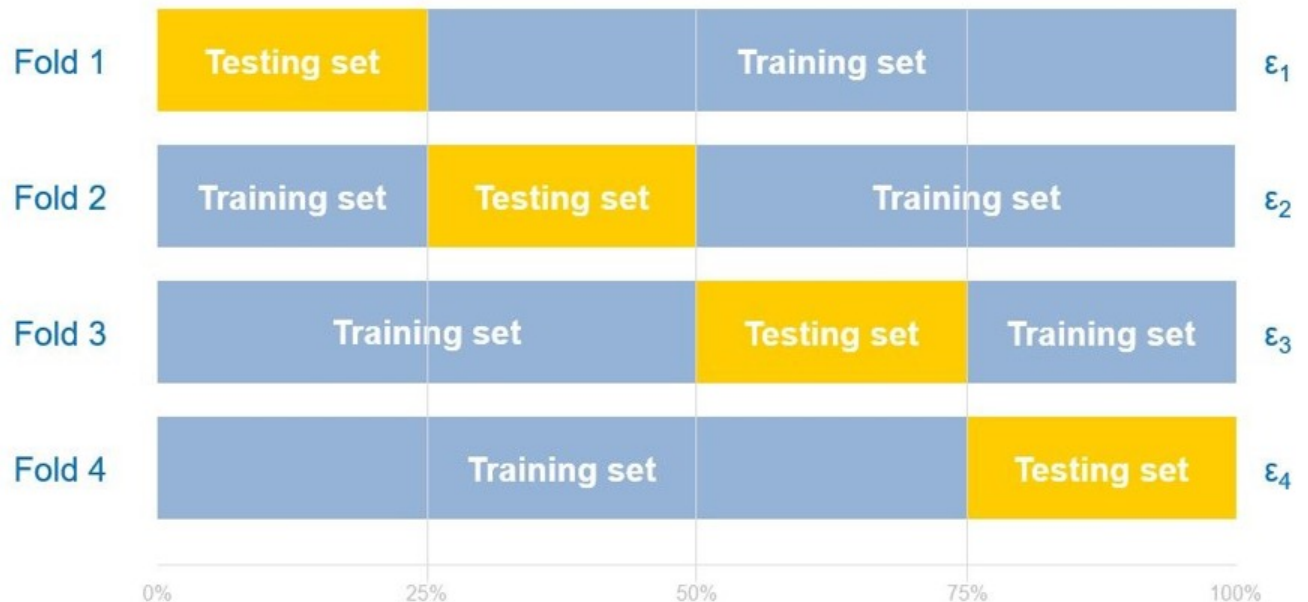 Fold 1 Testing set Training set ε₁
Fold 2 Training set Testing set Training set ε₂
Fold 3 Training set Testing set Training set ε₃
Fold 4 Training set Testing set ε₄
0% 25% 50% 75% 100%